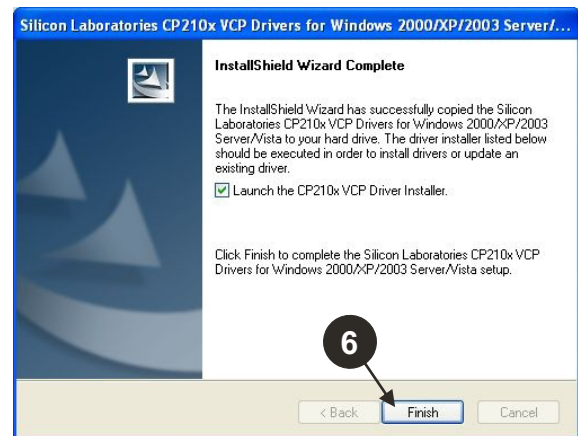 Silicon Laboratories CP210x VCP Drivers for Windows 2000/XP/2003 Server/...
InstallShield Wizard Complete
The InstallShield Wizard has successfully copied the Silicon
Laboratories CP210x VCP Drivers for Windows 2000/XP/2003
Server/Vista to your hard drive. The driver installer listed below
should be executed in order to install drivers or update an
existing driver.
Launch the CP210x VCP Driver Installer.
Click Finish to complete the Silicon Laboratories CP210x VCP
Drivers for Windows 2000/XP/2003 Server/Vista setup.
6
< Back Finish Cancel